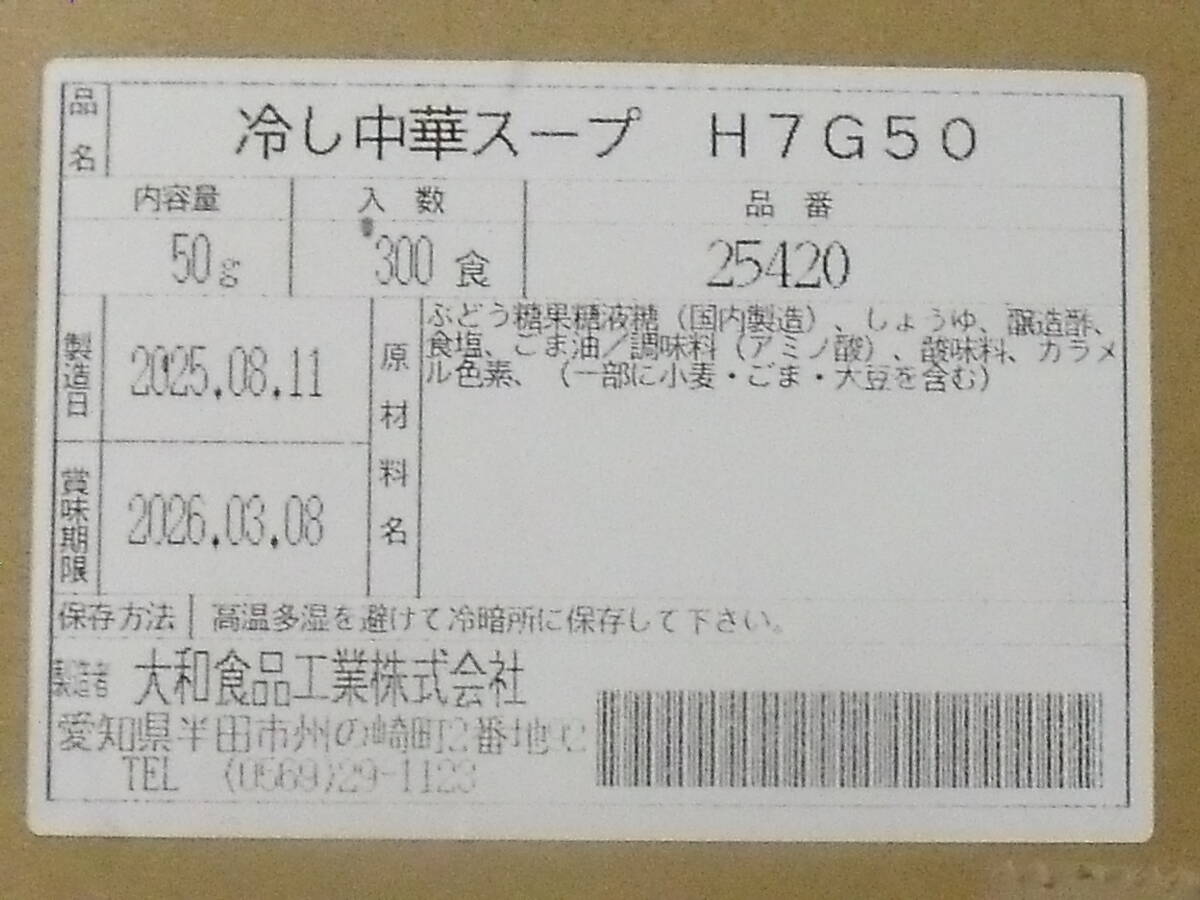 品名 冷し中華スープ H7G50
内容量 入数 品番
50g 300食 25420
製造日 2025.08.11
賞味期限 2026.03.08
原材料名
ぶどう糖果糖液糖（国内製造）、しょうゆ、醸造酢、
食塩、ごま油／調味料（アミノ酸）、酸味料、カラメ
ル色素、（一部に小麦・ごま・大豆を含む）
保存方法 高温多湿を避けて冷暗所に保存して下さい。
製造者 大和食品工業株式会社
愛知県半田市州の崎町2番地92
TEL (0569)29-1123